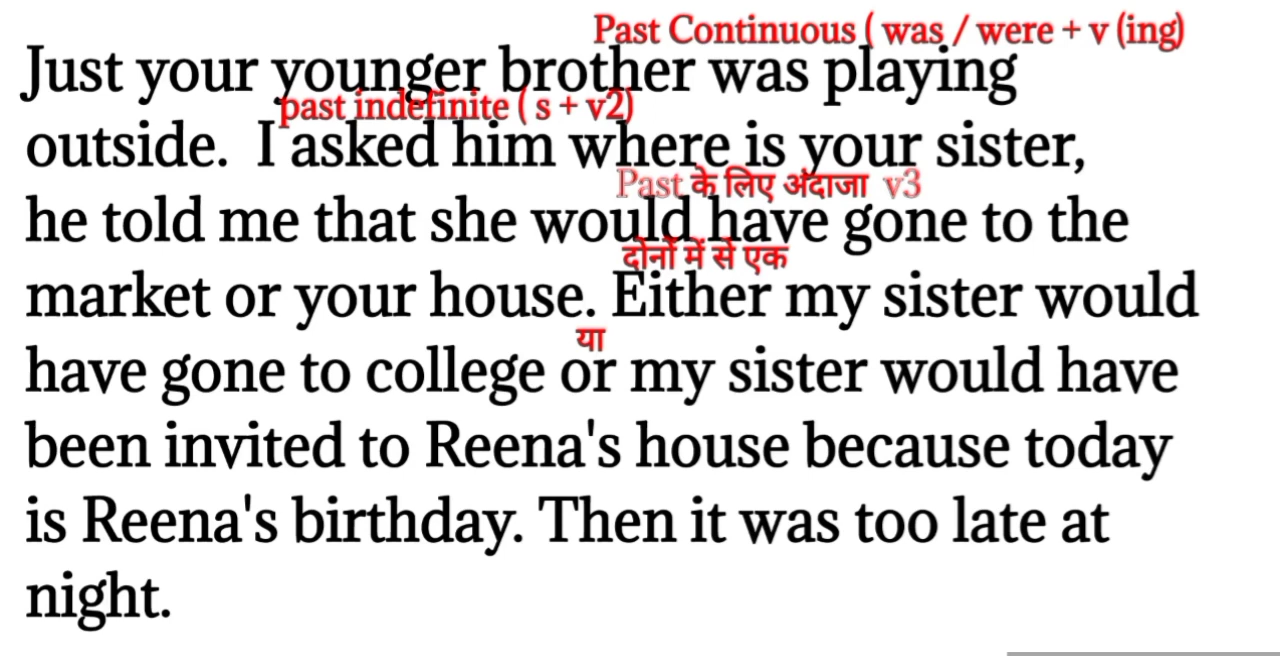 Past Continuous ( was / were + v (ing)
Just your younger brother was playing
past indefinite ( s + v2)
outside. I asked him where is your sister,
Past के लिए अंदाजा v3
he told me that she would have gone to the
दोनों में से एक
market or your house. Either my sister would
या
have gone to college or my sister would have
been invited to Reena's house because today
is Reena's birthday. Then it was too late at
night.